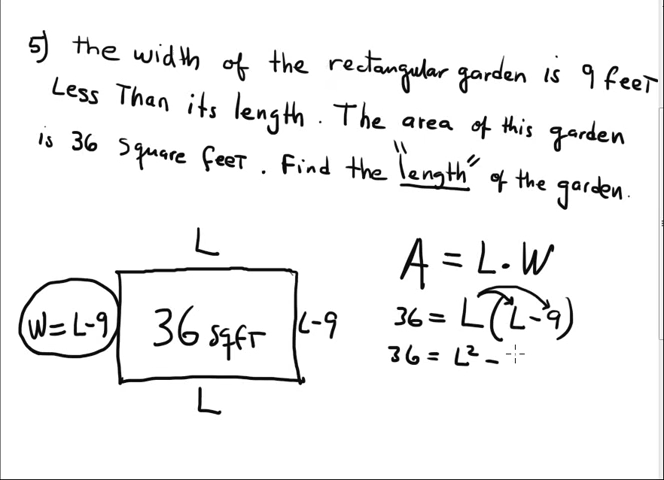 5) the width of the rectangular garden is 9 feet
Less Than its length. The area of this garden
is 36 square feet. Find the "length" of the garden.
L
W=L-9
36 sqft
L-9
L
A = L. W
36 = L(L-9)
36 = L² -